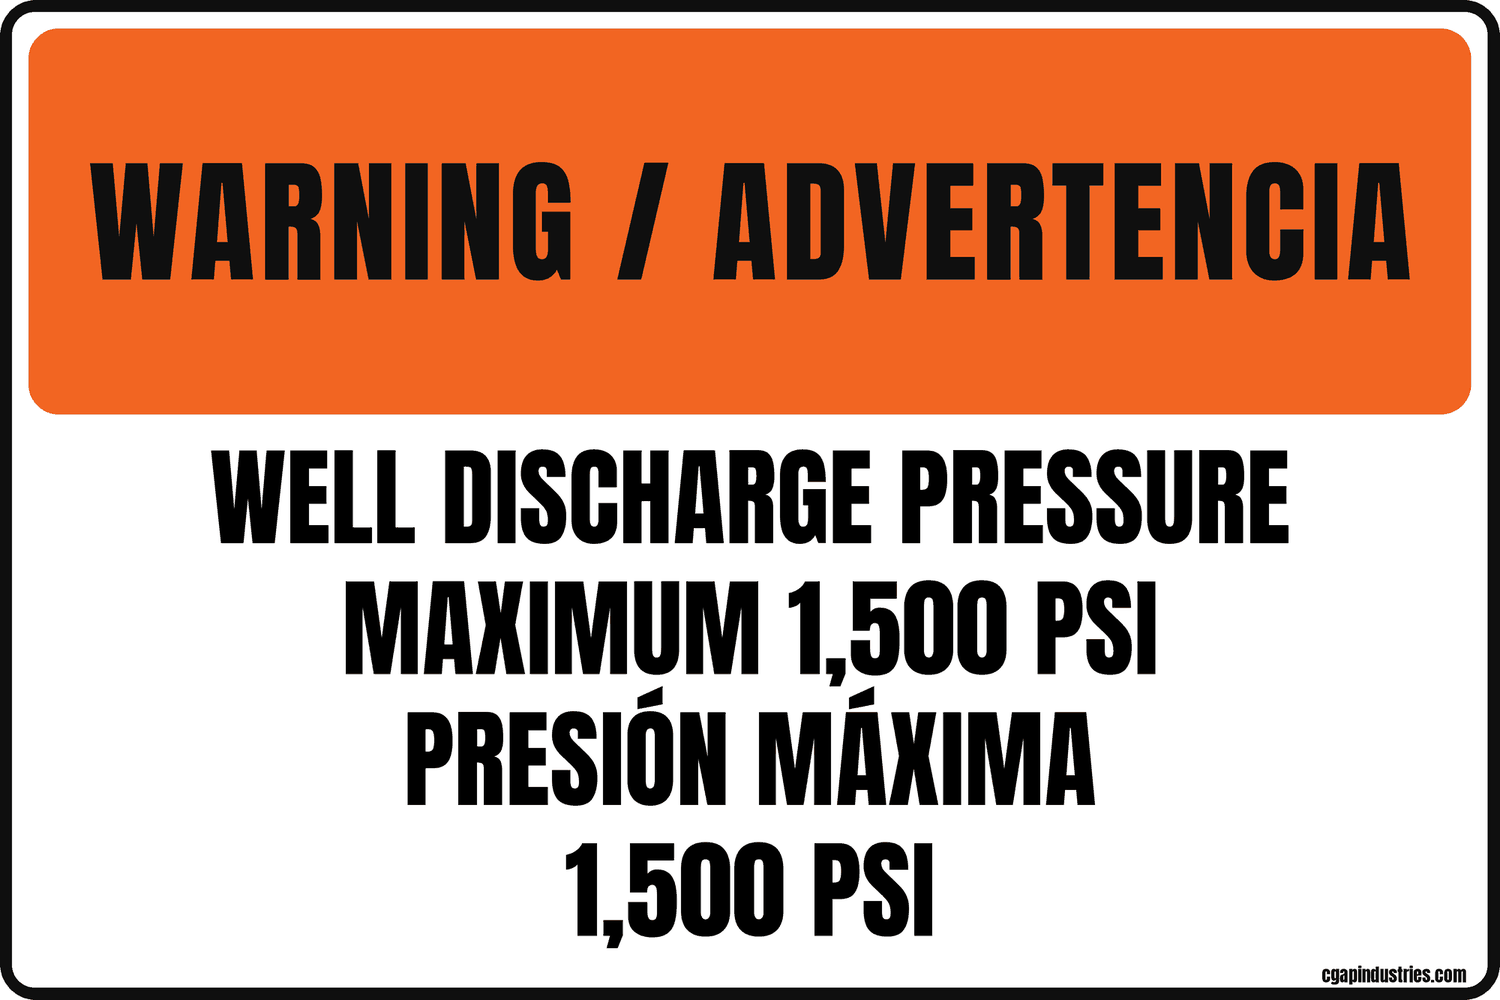 WARNING / ADVERTENCIA
WELL DISCHARGE PRESSURE
MAXIMUM 1,500 PSI
PRESIÓN MÁXIMA
1,500 PSI
cgapindustries.com